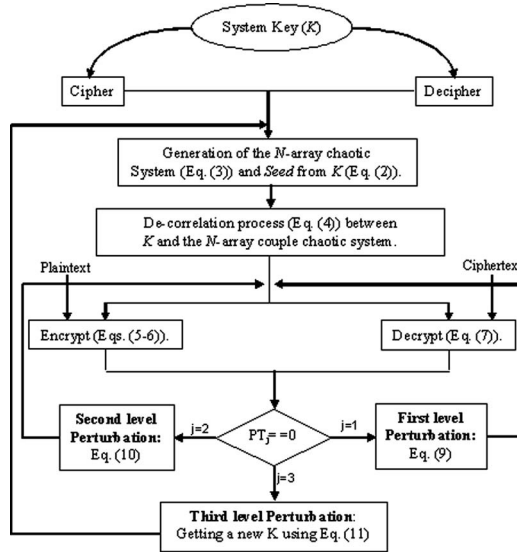 System Key (K)
Cipher
Decipher
Generation of the N-array chaotic
System (Eq. (3)) and Seed from K (Eq. (2)).
De-correlation process (Eq. (4)) between
K and the N-array couple chaotic system.
Plaintext
Ciphertex
Encrypt (Eqs. (5-6)).
Decrypt (Eq. (7)).
Second level
Perturbation:
Eq. (10)
j=2
PTj==0
j=1
First level
Perturbation:
Eq. (9)
j=3
Third level Perturbation:
Getting a new K using Eq. (11)